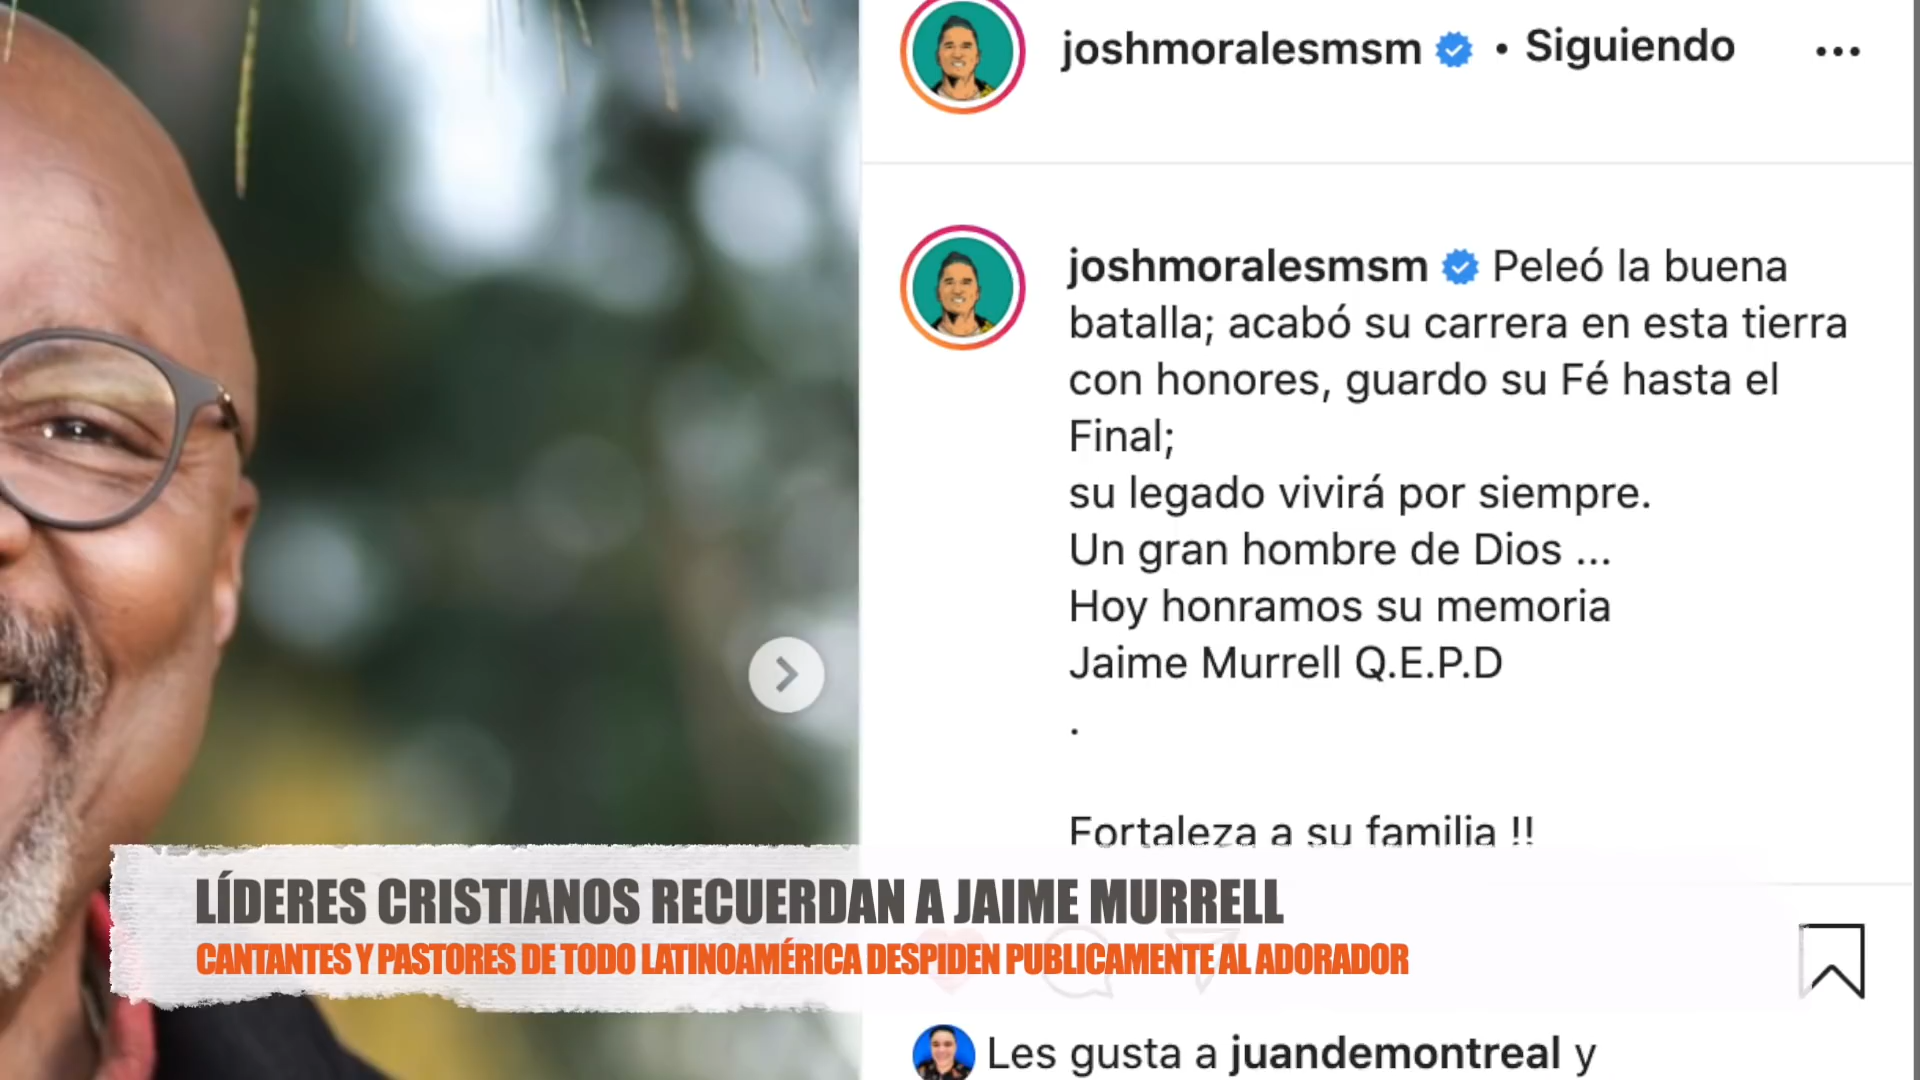 joshmoralesmsm • Siguiendo ...
joshmoralesmsm Peleó la buena
batalla; acabó su carrera en esta tierra
con honores, guardo su Fé hasta el
Final;
su legado vivirá por siempre.
Un gran hombre de Dios ...
Hoy honramos su memoria
Jaime Murrell Q.E.P.D
.
Fortaleza a su familia !!
LÍDERES CRISTIANOS RECUERDAN A JAIME MURRELL
CANTANTES Y PASTORES DE TODO LATINOAMÉRICA DESPIDEN PUBLICAMENTE AL ADORADOR
Les gusta a juandemontreal y